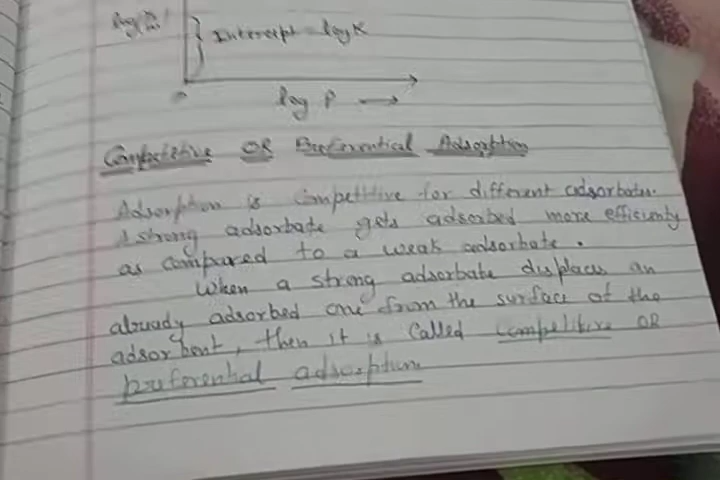 log x/m
Intercept = log K
0
log P →
Competitive OR Preferential Adsorption
Adsorption is Competitive for different adsorbates.
A strong adsorbate gets adsorbed more efficiently
as compared to a weak adsorbate.
When a strong adsorbate displaces an
already adsorbed one from the surface of the
adsorbent, then it is Called competitive OR
preferential adsorption